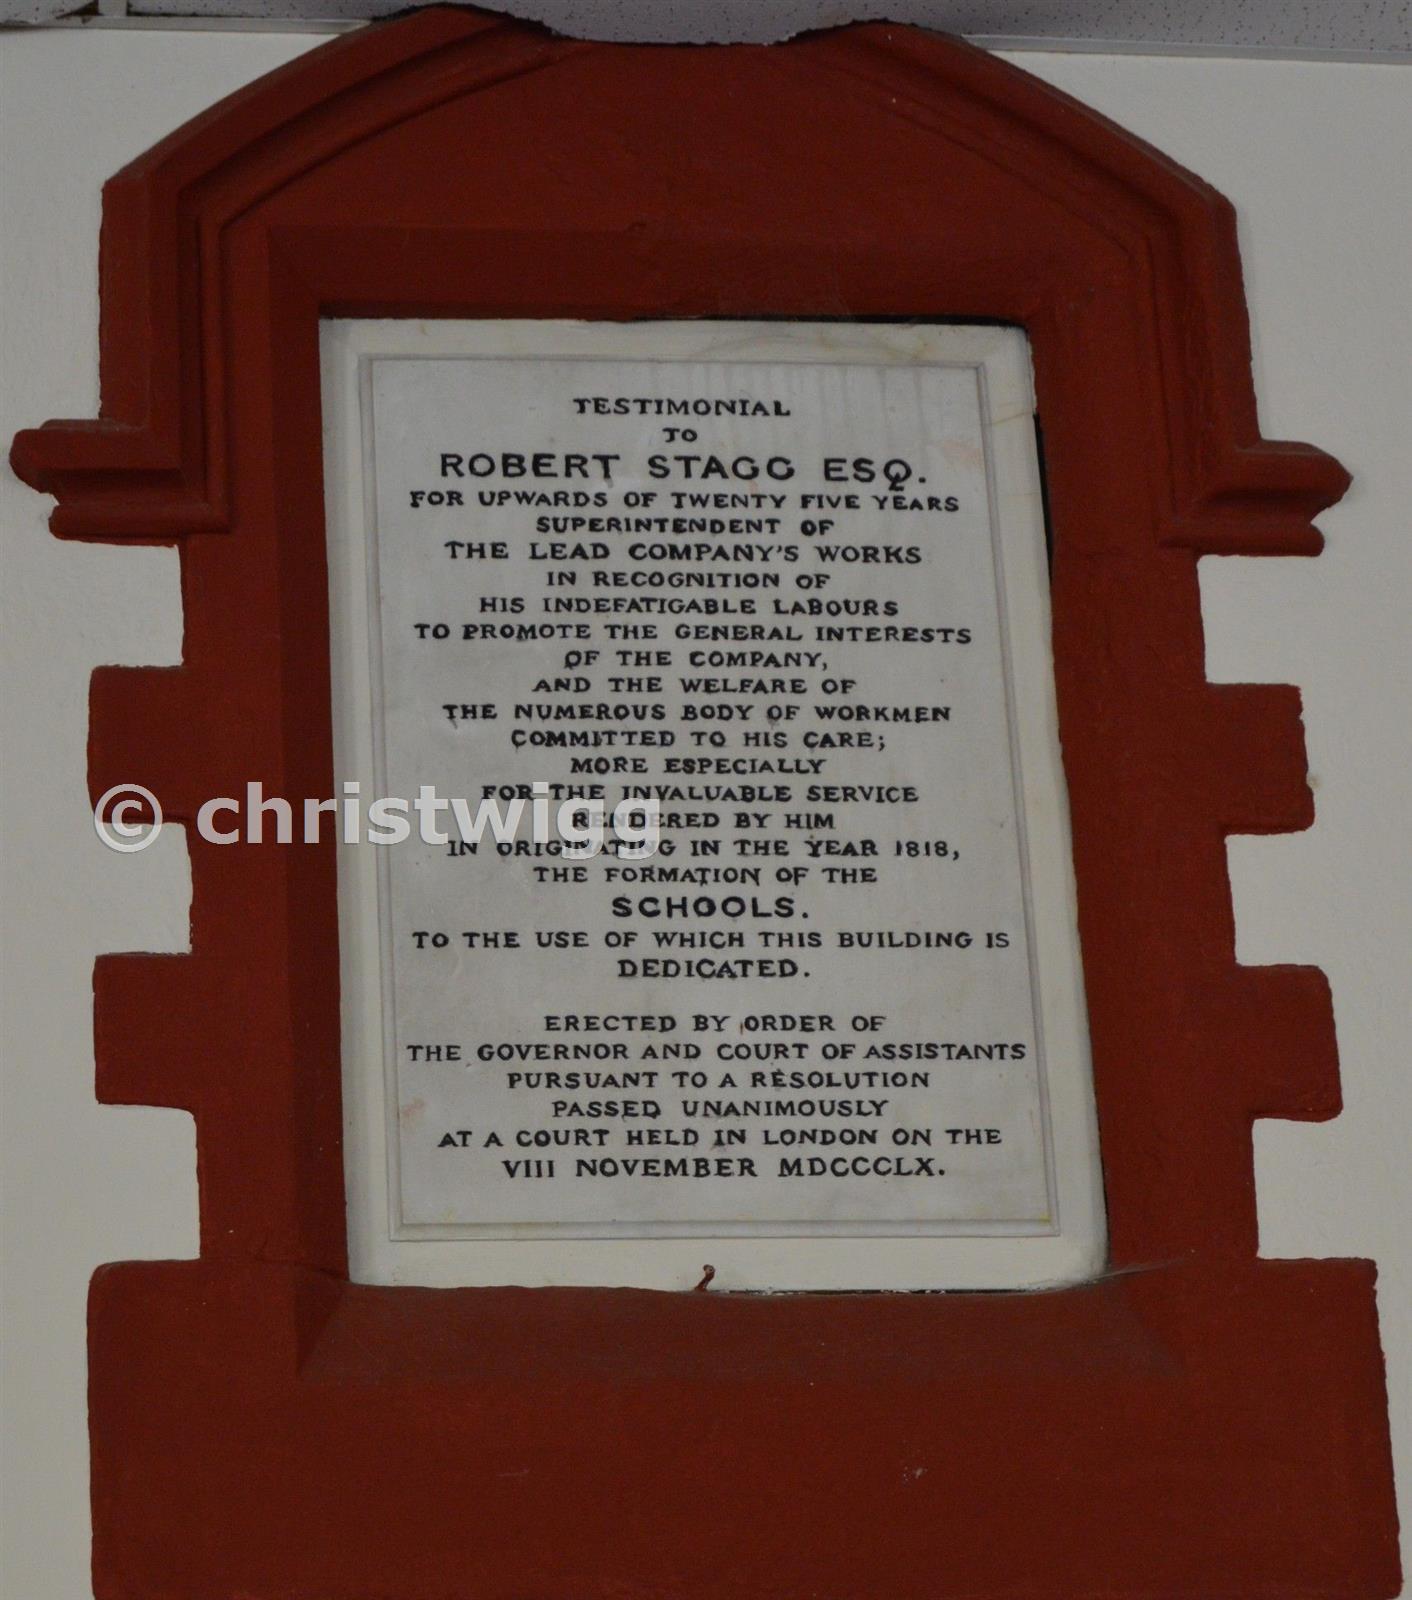 TESTIMONIAL
TO
ROBERT STAGG ESQ.
FOR UPWARDS OF TWENTY FIVE YEARS
SUPERINTENDENT OF
THE LEAD COMPANY'S WORKS
IN RECOGNITION OF
HIS INDEFATIGABLE LABOURS
TO PROMOTE THE GENERAL INTERESTS
OF THE COMPANY,
AND THE WELFARE OF
THE NUMEROUS BODY OF WORKMEN
COMMITTED TO HIS CARE;
MORE ESPECIALLY
FOR THE INVALUABLE SERVICE
RENDERED BY HIM
IN ORIGINATING IN THE YEAR 1818,
THE FORMATION OF THE
SCHOOLS.
TO THE USE OF WHICH THIS BUILDING IS
DEDICATED.
ERECTED BY ORDER OF
THE GOVERNOR AND COURT OF ASSISTANTS
PURSUANT TO A RESOLUTION
PASSED UNANIMOUSLY
AT A COURT HELD IN LONDON ON THE
VIII NOVEMBER MDCCCLX.
© christwigg